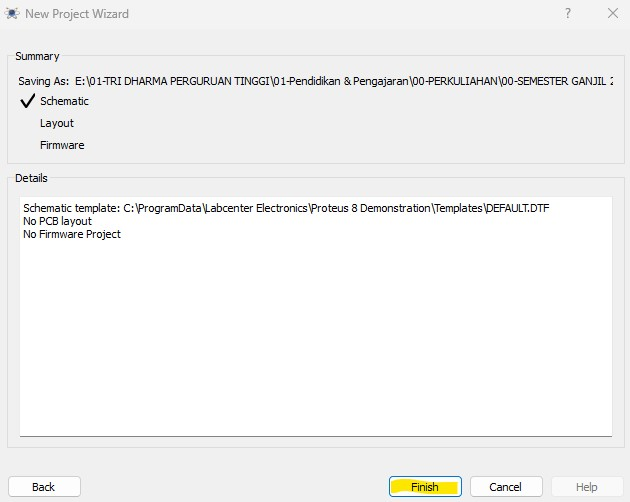 New Project Wizard
Summary
Saving As: E:\01-TRI DHARMA PERGURUAN TINGGI\01-Pendidikan & Pengajaran\00-PERKULIAHAN\00-SEMESTER GANJIL 2
Schematic
Layout
Firmware
Details
Schematic template: C:\ProgramData\Labcenter Electronics\Proteus 8 Demonstration\Templates\DEFAULT.DTF
No PCB layout
No Firmware Project
Back Finish Cancel Help